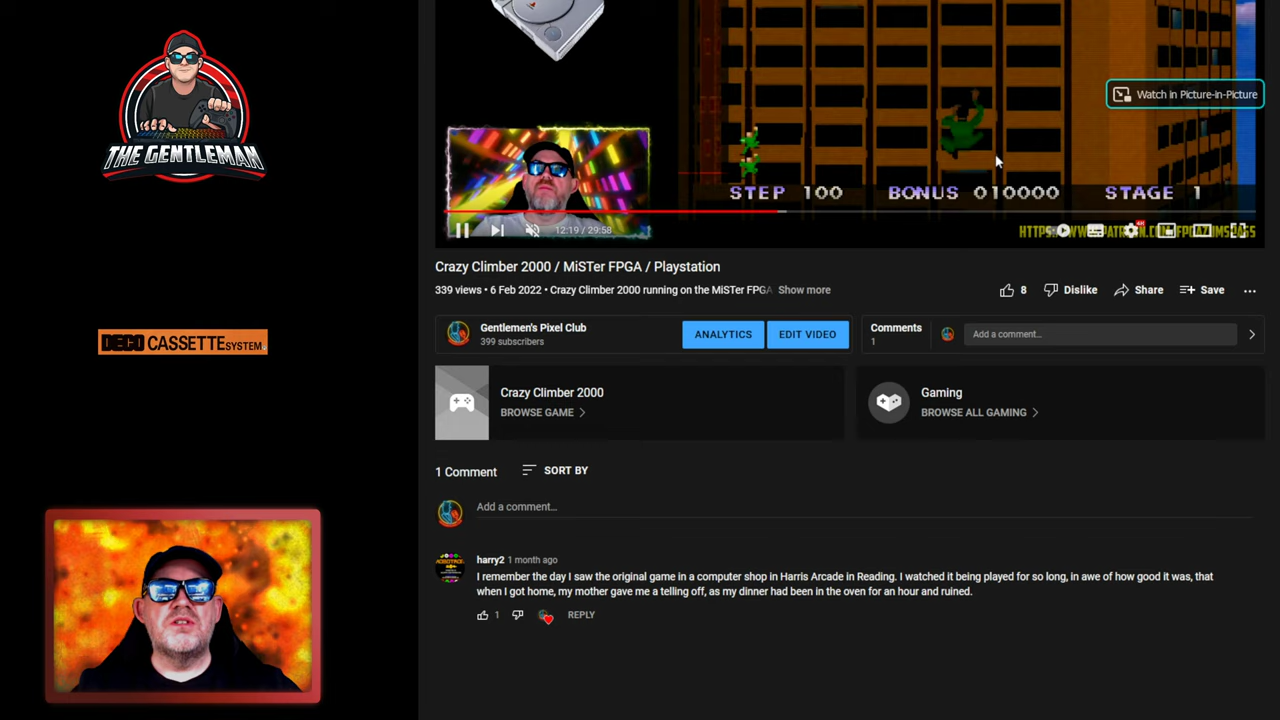 THE GENTLEMAN
DECO CASSETTE SYSTEM
Watch in Picture-in-Picture
STEP 100 BONUS 010000 STAGE 1
12:19 / 29:58
4K
Crazy Climber 2000 / MiSTer FPGA / Playstation
339 views • 6 Feb 2022 • Crazy Climber 2000 running on the MiSTer FPGA Show more
8 Dislike Share Save
Gentlemen's Pixel Club
399 subscribers
ANALYTICS EDIT VIDEO
Comments
1
Add a comment...
Crazy Climber 2000
BROWSE GAME
Gaming
BROWSE ALL GAMING
1 Comment SORT BY
Add a comment...
harry2 1 month ago
I remember the day I saw the original game in a computer shop in Harris Arcade in Reading. I watched it being played for so long, in awe of how good it was, that
when I got home, my mother gave me a telling off, as my dinner had been in the oven for an hour and ruined.
1 REPLY